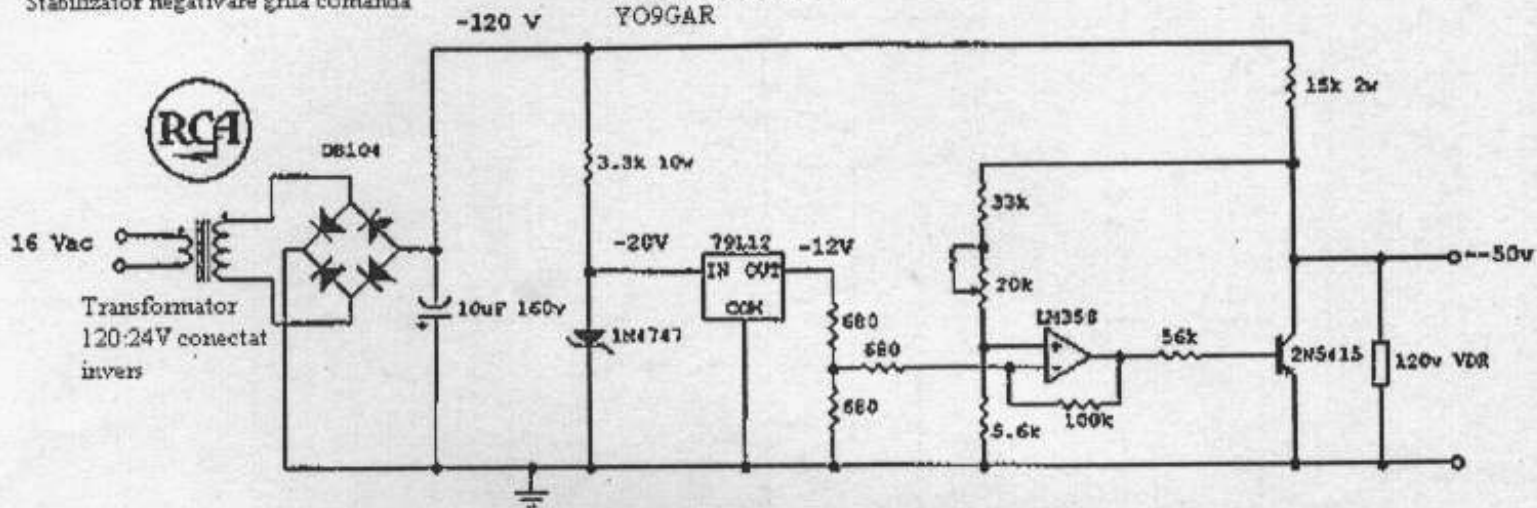 Stabilizator negativare grila comanda
-120 V
YO9GAR
15k 2w
RCA
DB104
3.3k 10w
33k
16 Vac
-20V
79L12
-12V
IN OUT
COM
--50v
20k
Transformator
120:24V conectat
invers
10uF 160v
+
1N4747
680
680
LM358
+
-
56k
2N5415
120v VDR
680
100k
5.6k